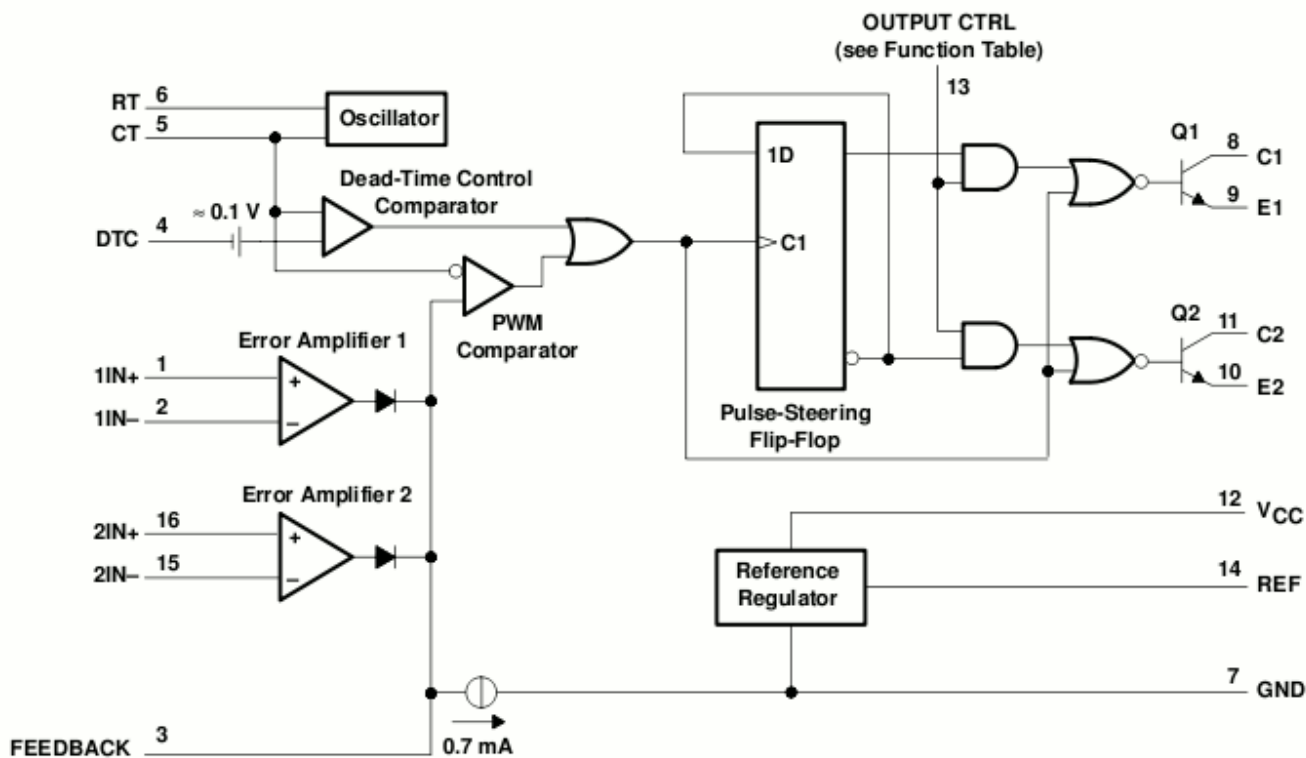 OUTPUT CTRL
(see Function Table)
13
RT 6
CT 5
Oscillator
Dead-Time Control
Comparator
≈ 0.1 V
DTC 4
PWM
Comparator
1D
C1
Pulse-Steering
Flip-Flop
Q1
8 C1
9 E1
Q2
11 C2
10 E2
Error Amplifier 1
1IN+ 1
+
1IN– 2
–
Error Amplifier 2
2IN+ 16
+
2IN– 15
–
12 VCC
Reference
Regulator
14 REF
7 GND
0.7 mA
FEEDBACK 3